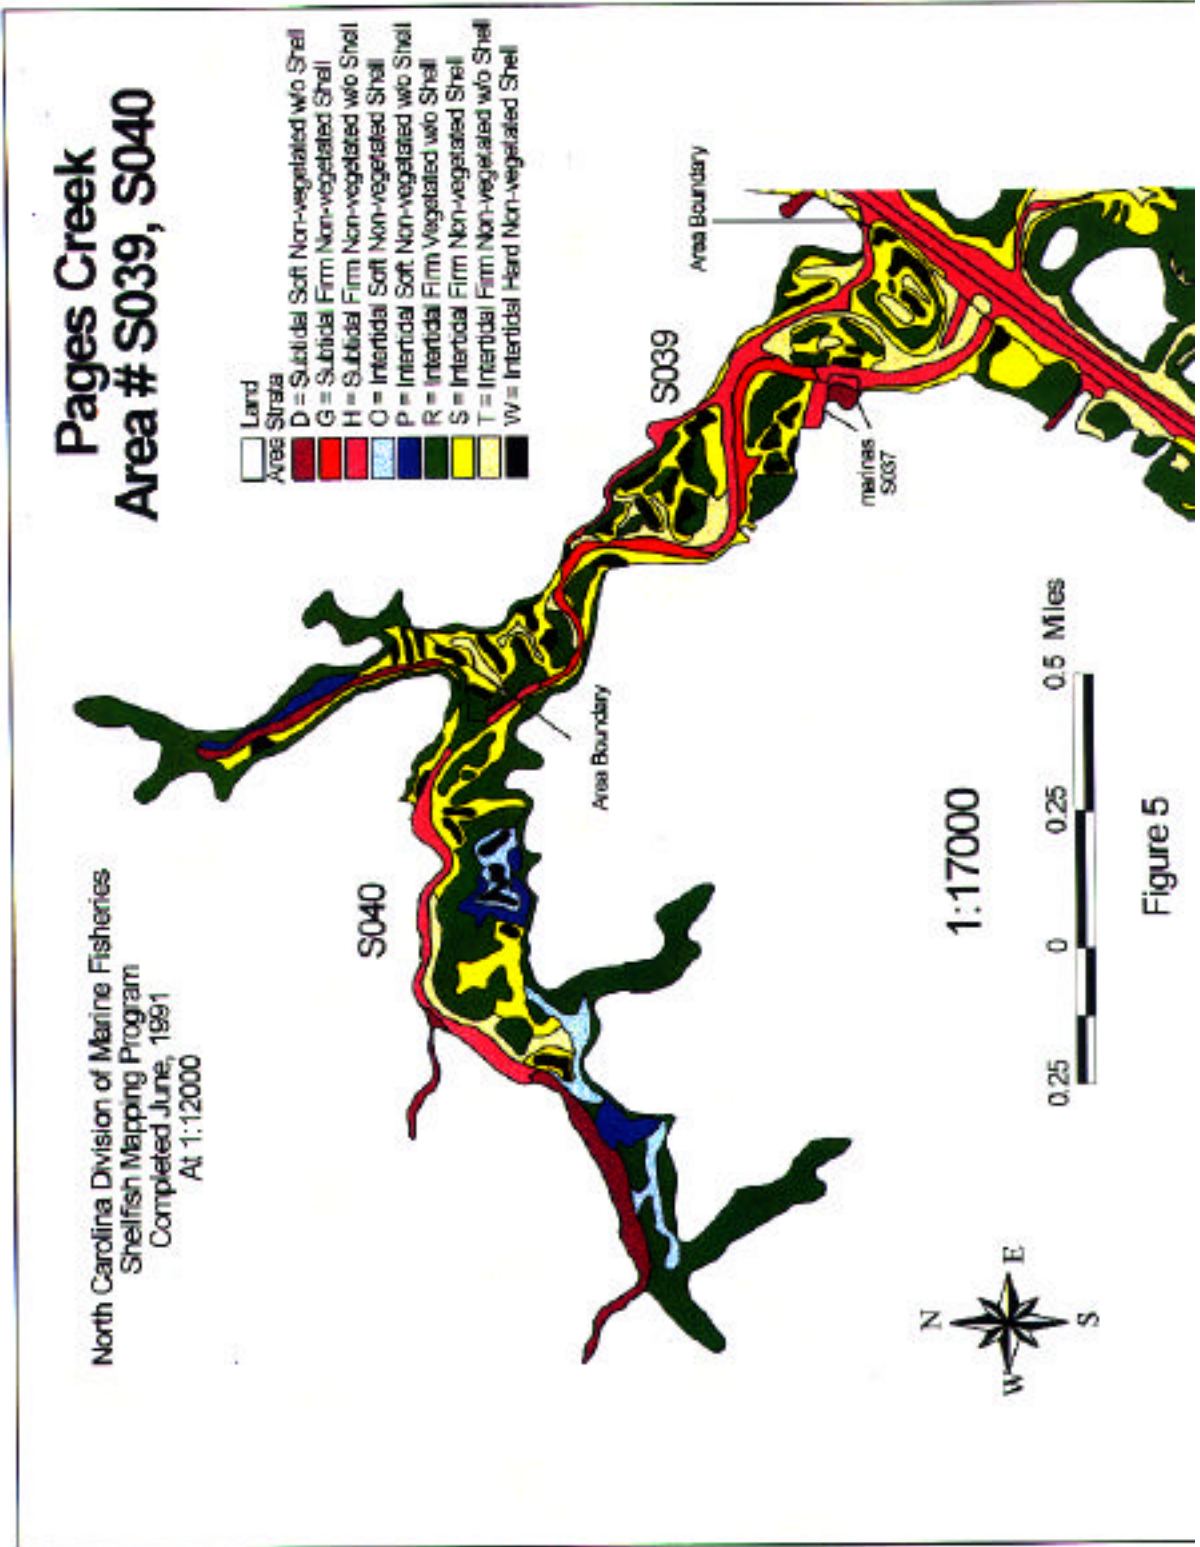 Pages Creek
Area # S039, S040
North Carolina Division of Marine Fisheries
Shellfish Mapping Program
Completed June, 1991
At 1:12000
Land
Area Strata
D = Subtidal Soft Non-vegetated w/o Shell
G = Subtidal Firm Non-vegetated Shell
H = Subtidal Firm Non-vegetated w/o Shell
O = Intertidal Soft Non-vegetated Shell
P = Intertidal Soft Non-vegetated w/o Shell
R = Intertidal Firm Vegetated w/o Shell
S = Intertidal Firm Non-vegetated Shell
T = Intertidal Firm Non-vegetated w/o Shell
W = Intertidal Hard Non-vegetated Shell
S040
S039
Area Boundary
Area Boundary
marinas
S037
N
W
E
S
1:17000
0.25 0 0.25 0.5 Miles
Figure 5